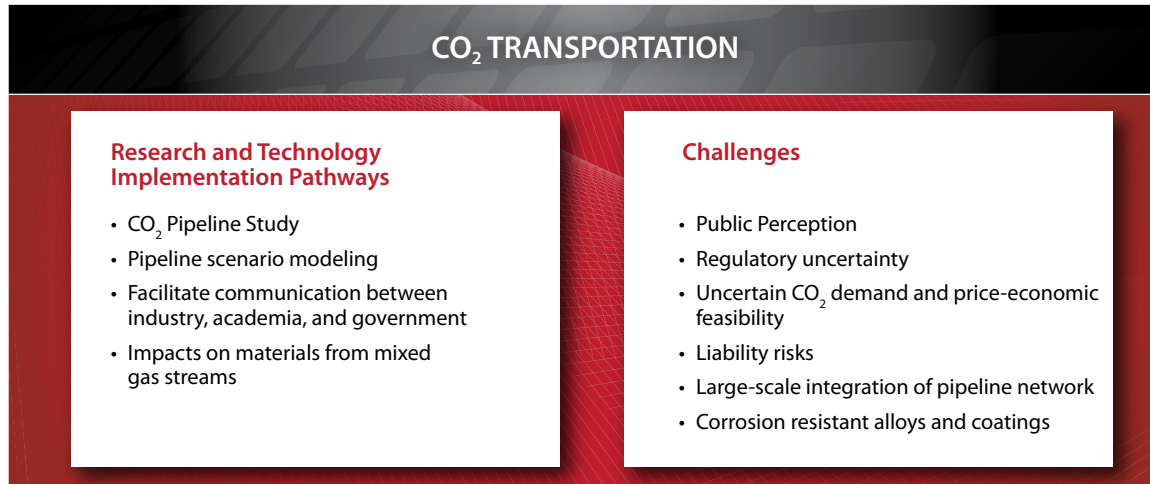 CO₂ TRANSPORTATION
Research and Technology
Implementation Pathways
• CO₂ Pipeline Study
• Pipeline scenario modeling
• Facilitate communication between
industry, academia, and government
• Impacts on materials from mixed
gas streams
Challenges
• Public Perception
• Regulatory uncertainty
• Uncertain CO₂ demand and price-economic
feasibility
• Liability risks
• Large-scale integration of pipeline network
• Corrosion resistant alloys and coatings